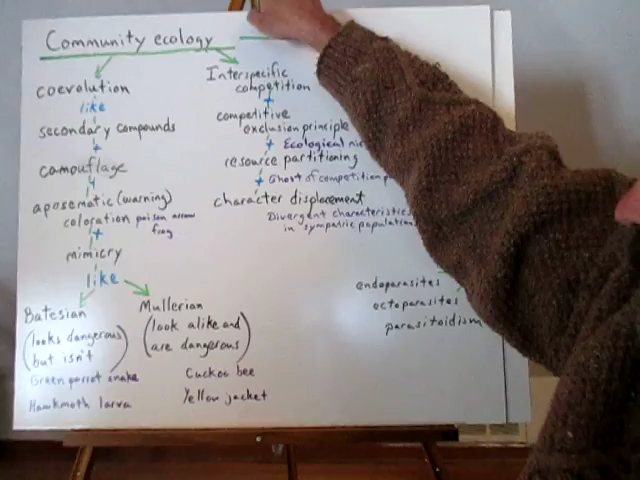 Community ecology
coevolution
like
secondary compounds
+
camouflage
+
aposematic (warning)
coloration poison arrow
frog
+
mimicry
like
Batesian
(looks dangerous
but isn't)
Green parrot snake
Hawkmoth larva
Mullerian
(look alike and
are dangerous)
Cuckoo bee
Yellow jacket
Interspecific
competition
+
competitive
exclusion principle
+ Ecological
resource partitioning
+ Ghost of competition
character displacement
Divergent characteristics
in sympatric populations
endoparasites
ectoparasites
parasitoidism